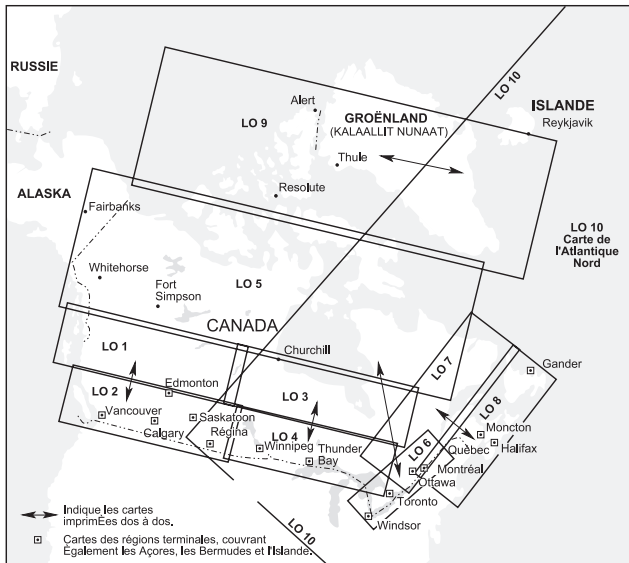 RUSSIE
LO 10
ISLANDE
Reykjavik
Alert
GROËNLAND
(KALAALLIT NUNAAT)
LO 9
Thule
Resolute
ALASKA
Fairbanks
LO 10
Carte de
l'Atlantique
Nord
Whitehorse
Fort
Simpson
LO 5
CANADA
LO 1
Churchill
LO 7
Gander
LO 2
Edmonton
LO 3
LO 8
Vancouver
Saskatoon
Calgary
Régina
LO 4
Winnipeg
Thunder
Bay
LO 6
Moncton
Halifax
Quèbec
Montréal
Ottawa
Toronto
Windsor
LO 10
Indique les cartes
imprimÈes dos à dos.
Cartes des régions terminales, couvrant
Ègalement les Açores, les Bermudes et l'Islande.